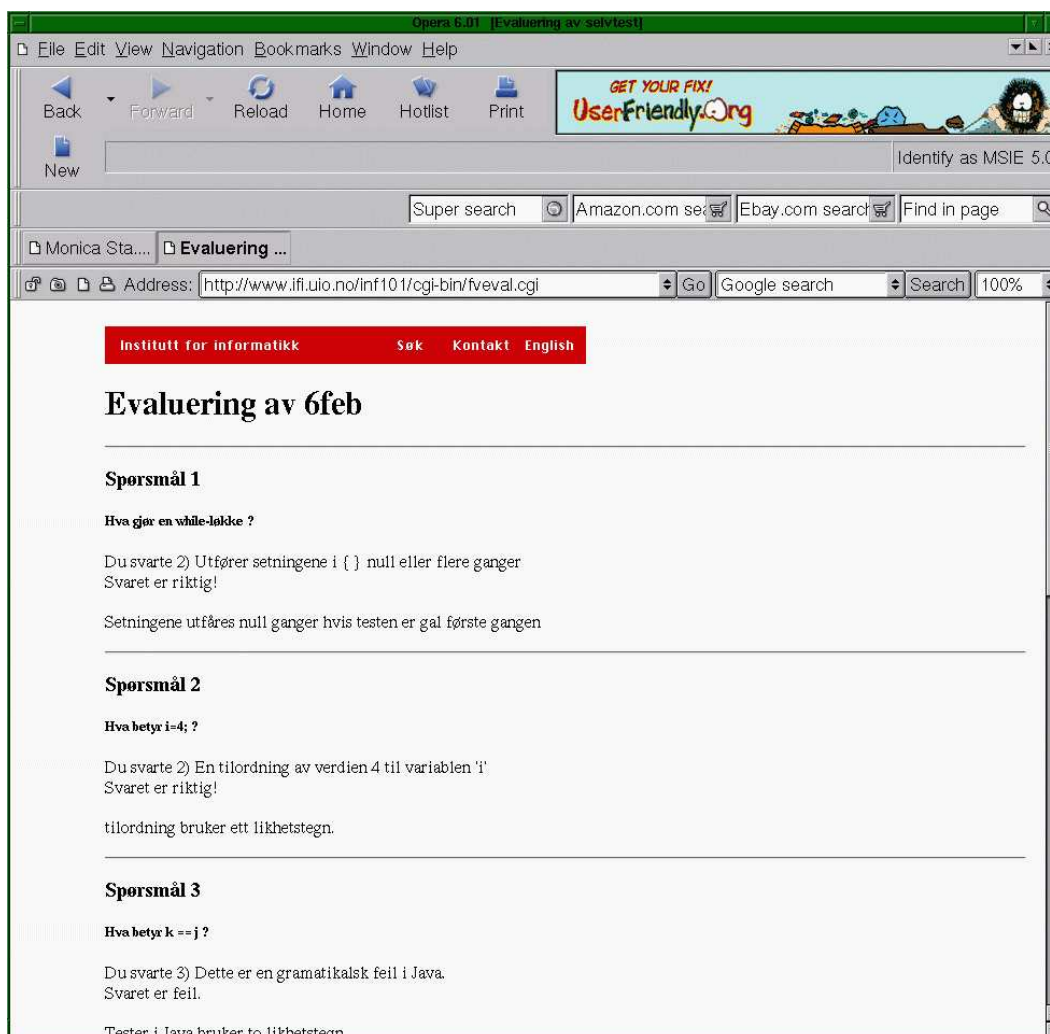 Opera 6.01 [Evaluering av selvtest]
File Edit View Navigation Bookmarks Window Help
Back Forward Reload Home Hotlist Print
GET YOUR FIX!
UserFriendly.Org
New
Identify as MSIE 5.0
Super search Amazon.com sea Ebay.com search Find in page
Monica Sta.... Evaluering ...
Address: http://www.ifi.uio.no/inf101/cgi-bin/fveval.cgi Go Google search Search 100%
Institutt for informatikk Søk Kontakt English
Evaluering av 6feb
Spørsmål 1
Hva gjør en while-løkke ?
Du svarte 2) Utfører setningene i { } null eller flere ganger
Svaret er riktig!
Setningene utfåres null ganger hvis testen er gal første gangen
Spørsmål 2
Hva betyr i=4; ?
Du svarte 2) En tilordning av verdien 4 til variablen 'i'
Svaret er riktig!
tilordning bruker ett likhetstegn.
Spørsmål 3
Hva betyr k == j ?
Du svarte 3) Dette er en gramatikalsk feil i Java.
Svaret er feil.
Tester i Java bruker to likhetstegn